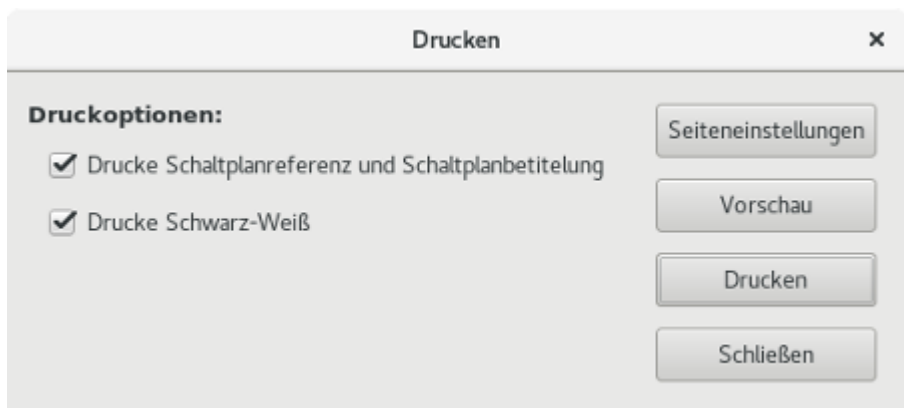 Drucken
Druckoptionen:
Drucke Schaltplanreferenz und Schaltplanbetitelung
Drucke Schwarz-Weiß
Seiteneinstellungen
Vorschau
Drucken
Schließen